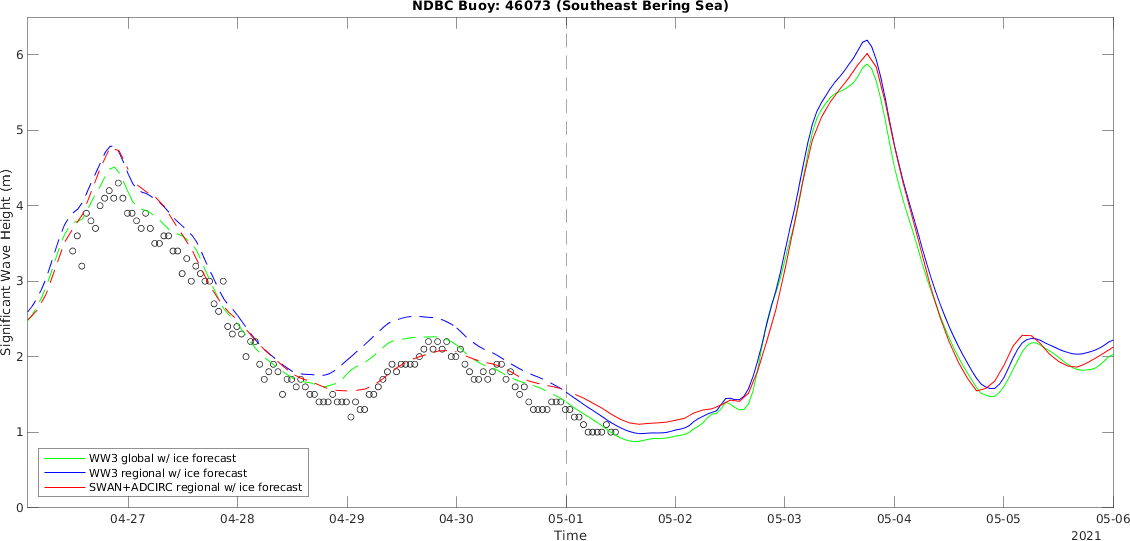 NDBC Buoy: 46073 (Southeast Bering Sea)
Significant Wave Height (m)
6
5
4
3
2
1
0
WW3 global w/ ice forecast
WW3 regional w/ ice forecast
SWAN+ADCIRC regional w/ ice forecast
04-27 04-28 04-29 04-30 05-01 05-02 05-03 05-04 05-05 05-06
Time
2021